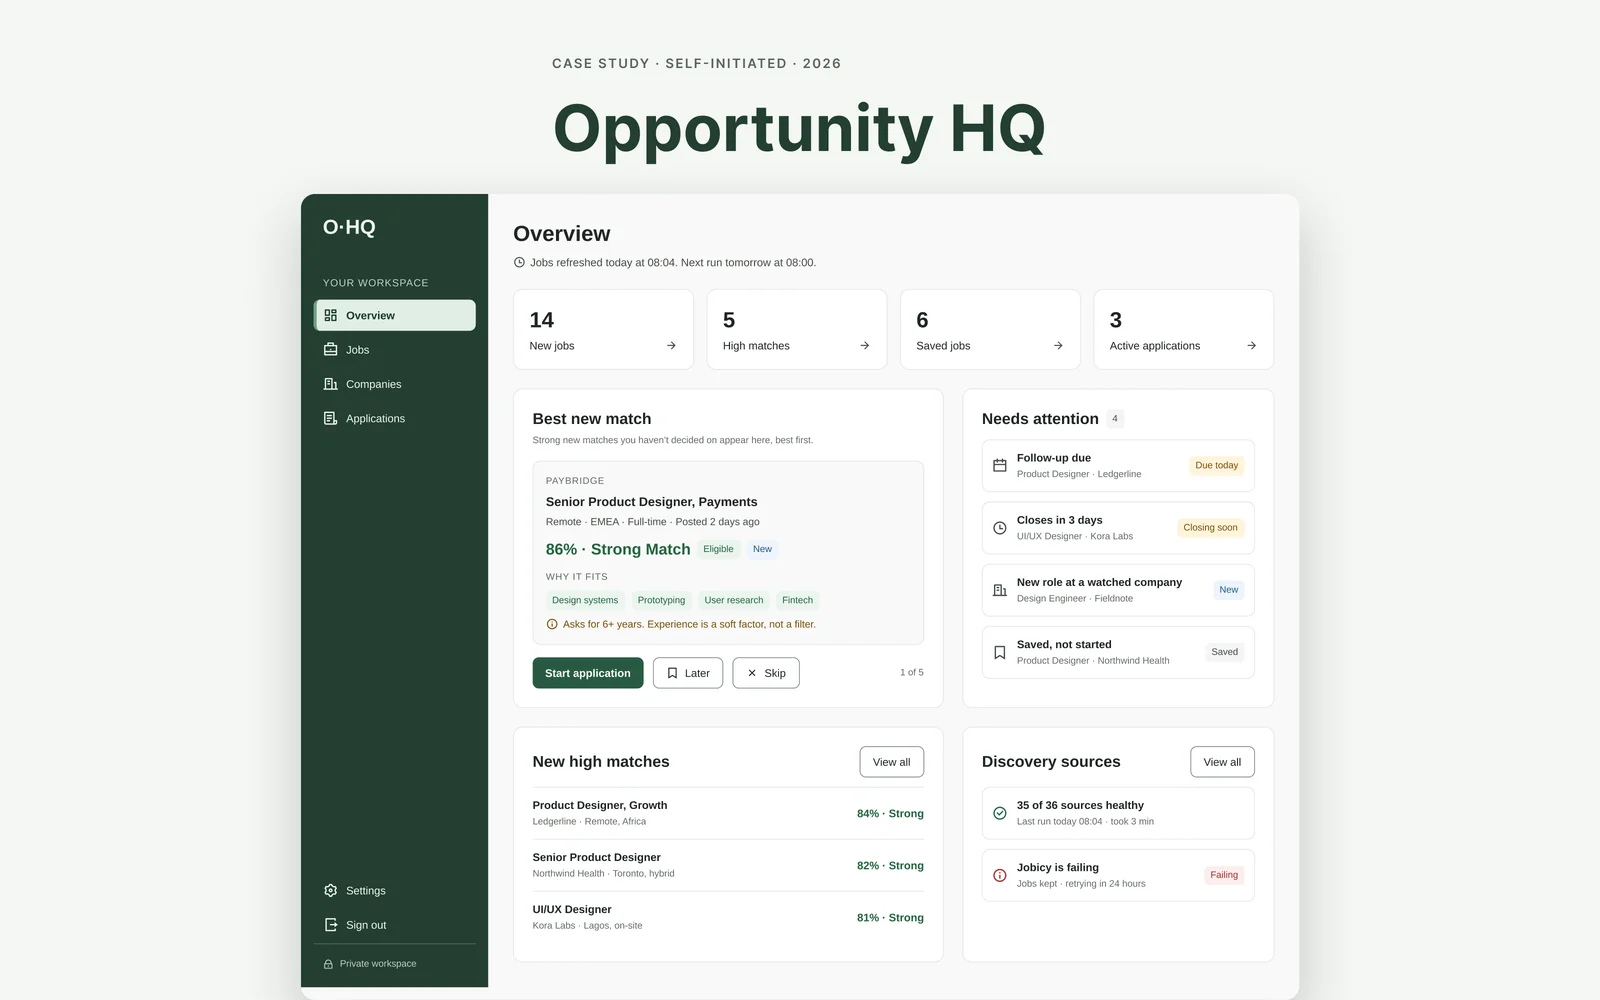 CASE STUDY · SELF-INITIATED · 2026
Opportunity HQ
O·HQ
YOUR WORKSPACE
Overview
Jobs
Companies
Applications
Settings
Sign out
Private workspace
Overview
Jobs refreshed today at 08:04. Next run tomorrow at 08:00.
14
New jobs
5
High matches
6
Saved jobs
3
Active applications
Best new match
Strong new matches you haven't decided on appear here, best first.
PAYBRIDGE
Senior Product Designer, Payments
Remote · EMEA · Full-time · Posted 2 days ago
86% · Strong Match Eligible New
WHY IT FITS
Design systems Prototyping User research Fintech
Asks for 6+ years. Experience is a soft factor, not a filter.
Start application Later Skip 1 of 5
Needs attention 4
Follow-up due
Product Designer · Ledgerline
Due today
Closes in 3 days
UI/UX Designer · Kora Labs
Closing soon
New role at a watched company
Design Engineer · Fieldnote
New
Saved, not started
Product Designer · Northwind Health
Saved
New high matches View all
Product Designer, Growth
Ledgerline · Remote, Africa
84% · Strong
Senior Product Designer
Northwind Health · Toronto, hybrid
82% · Strong
UI/UX Designer
Kora Labs · Lagos, on-site
81% · Strong
Discovery sources View all
35 of 36 sources healthy
Last run today 08:04 · took 3 min
Jobicy is failing
Jobs kept · retrying in 24 hours
Failing